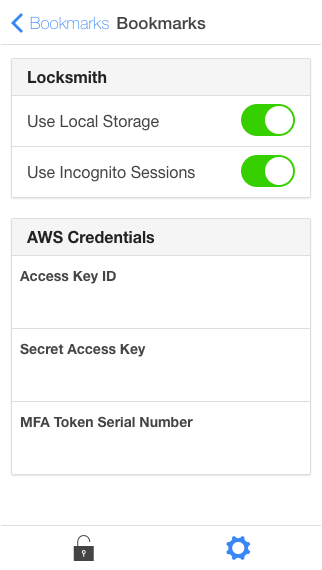 Bookmarks Bookmarks
Locksmith
Use Local Storage
Use Incognito Sessions
AWS Credentials
Access Key ID
Secret Access Key
MFA Token Serial Number